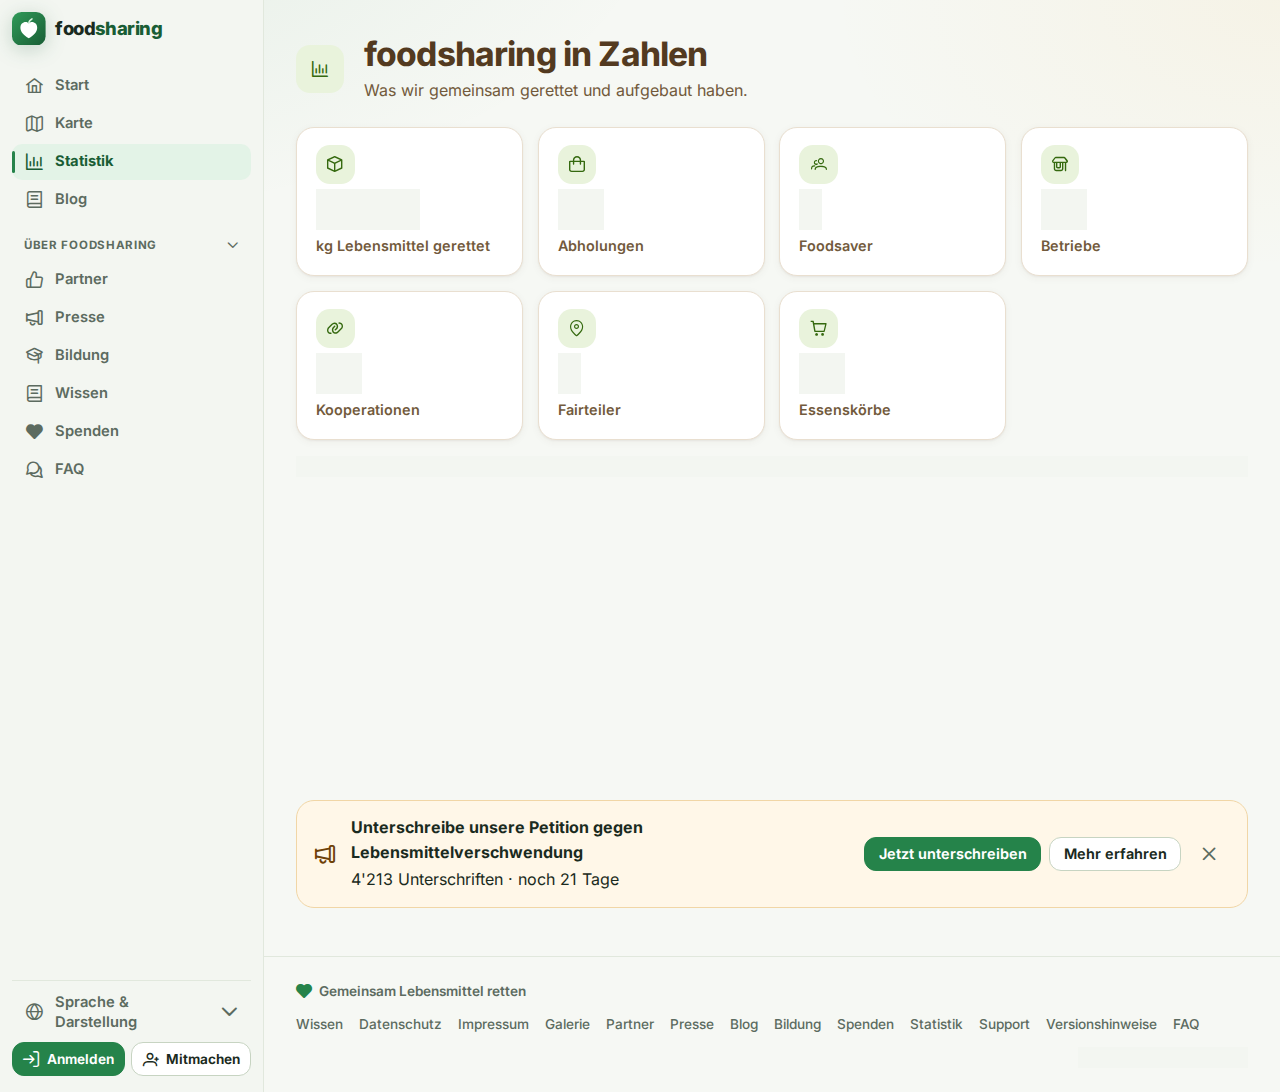 foodsharing
Start
Karte
Statistik
Blog
ÜBER FOODSHARING
Partner
Presse
Bildung
Wissen
Spenden
FAQ
Sprache &
Darstellung
Anmelden
Mitmachen
foodsharing in Zahlen
Was wir gemeinsam gerettet und aufgebaut haben.
kg Lebensmittel gerettet
Abholungen
Foodsaver
Betriebe
Kooperationen
Fairteiler
Essenskörbe
Unterschreibe unsere Petition gegen
Lebensmittelverschwendung
4'213 Unterschriften · noch 21 Tage
Jetzt unterschreiben
Mehr erfahren
Gemeinsam Lebensmittel retten
Wissen Datenschutz Impressum Galerie Partner Presse Blog Bildung Spenden Statistik Support Versionshinweise FAQ